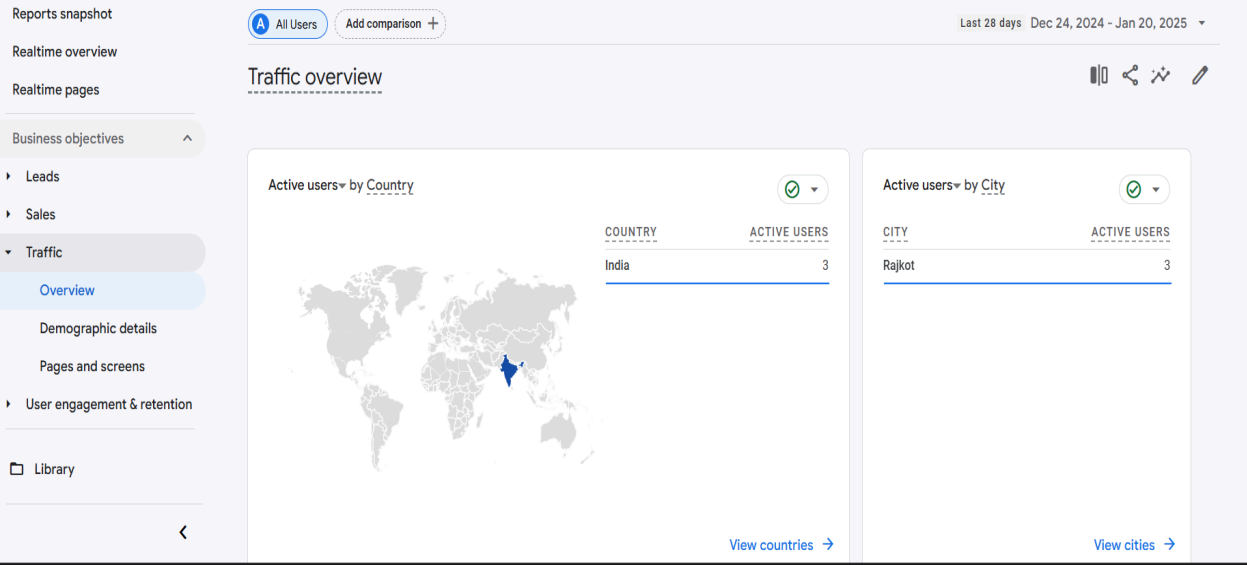 Reports snapshot
Realtime overview
Realtime pages
Business objectives
Leads
Sales
Traffic
Overview
Demographic details
Pages and screens
User engagement & retention
Library
A All Users
Add comparison +
Last 28 days Dec 24, 2024 - Jan 20, 2025
Traffic overview
Active users by Country
COUNTRY ACTIVE USERS
India 3
View countries
Active users by City
CITY ACTIVE USERS
Rajkot 3
View cities